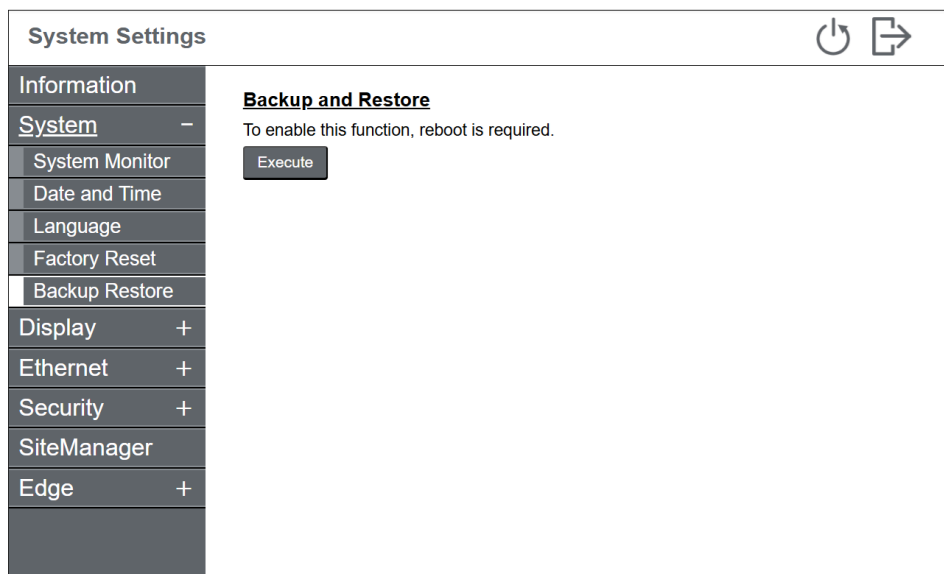 System Settings
Information
System −
System Monitor
Date and Time
Language
Factory Reset
Backup Restore
Display +
Ethernet +
Security +
SiteManager
Edge +
Backup and Restore
To enable this function, reboot is required.
Execute